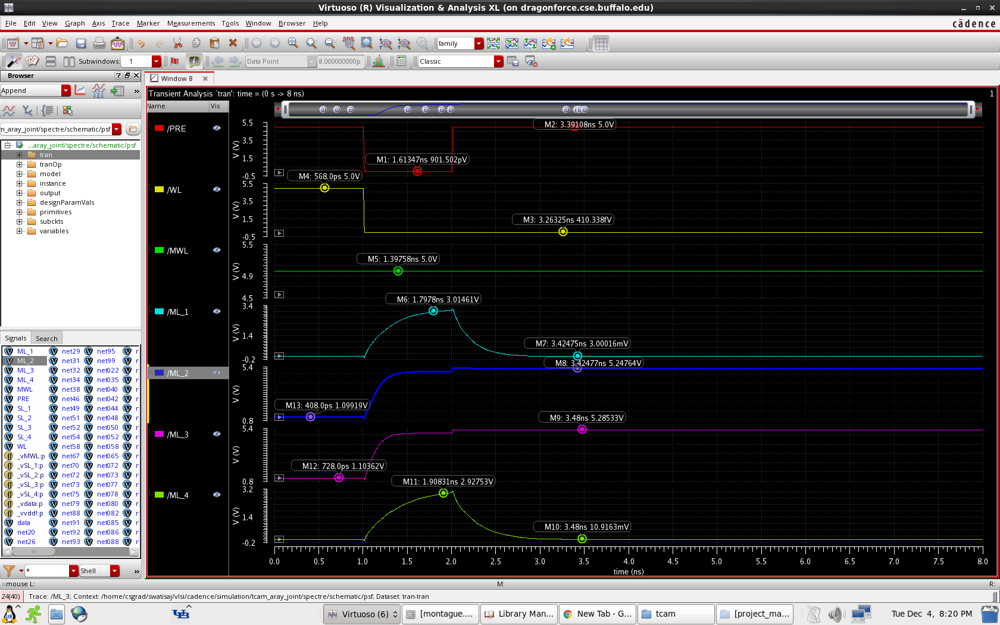 Virtuoso (R) Visualization & Analysis XL (on dragonforce.cse.buffalo.edu)
File Edit View Graph Axis Trace Marker Measurements Tools Window Browser Help
cādence
family
Subwindows: 1
Data Point
8.00000000p
Classic
Browser
Append
n_aray_joint/spectre/schematic/psf
...aray_joint/spectre/schematic/psf
tran
tranOp
model
instance
output
designParamVals
primitives
subckts
variables
Signals Search
ML_1 net29 net95 r
ML_2 net31 net99 r
ML_3 net32 net022 r
ML_4 net34 net035 r
MWL net38 net040 r
PRE net46 net042 r
SL_1 net49 net044 r
SL_2 net51 net048 r
SL_3 net52 net050 r
SL_4 net54 net052 r
WL net58 net058 r
_vMWL:p net67 net065 r
_vSL_1:p net70 net072 r
_vSL_2:p net72 net073 r
_vSL_3:p net73 net077 r
_vSL_4:p net75 net078 r
_vdata:p net79 net080 r
_vvdd!:p net88 net082 r
data net91 net085 r
net20 net92 net086 r
net26 net93 net088 r
*
Shell
Window 8
Transient Analysis `tran': time = (0 s -> 8 ns)
1
Name Vis
/PRE
/WL
/MWL
/ML_1
/ML_2
/ML_3
/ML_4
V (V)
5.5
3.5
1.5
-0.5
M2: 3.39108ns 5.0V
M1: 1.61347ns 901.502pV
V (V)
5.5
3.5
1.5
-0.5
M4: 568.0ps 5.0V
M3: 3.26325ns 410.338fV
V (V)
5.5
4.9
4.5
M5: 1.39758ns 5.0V
V (V)
3.4
1.4
-0.2
M6: 1.7978ns 3.01461V
M7: 3.42475ns 3.00016mV
V (V)
5.4
0.8
M8: 3.42477ns 5.24764V
M13: 408.0ps 1.09919V
V (V)
5.4
0.8
M9: 3.48ns 5.28533V
M12: 728.0ps 1.10362V
V (V)
3.2
1.4
-0.2
M11: 1.90831ns 2.92753V
M10: 3.48ns 10.9163mV
0.0 0.5 1.0 1.5 2.0 2.5 3.0 3.5 4.0 4.5 5.0 5.5 6.0 6.5 7.0 7.5 8.0
time (ns)
mouse L: M: R:
24(40) Trace: /ML_3; Context: /home/csgrad/swatisaj/vlsi/cadence/simulation/tcam_aray_joint/spectre/schematic/psf; Dataset: tran-tran
Virtuoso (6) [montague.... Library Man... New Tab - G... tcam [project_ma... Tue Dec 4, 8:20 PM